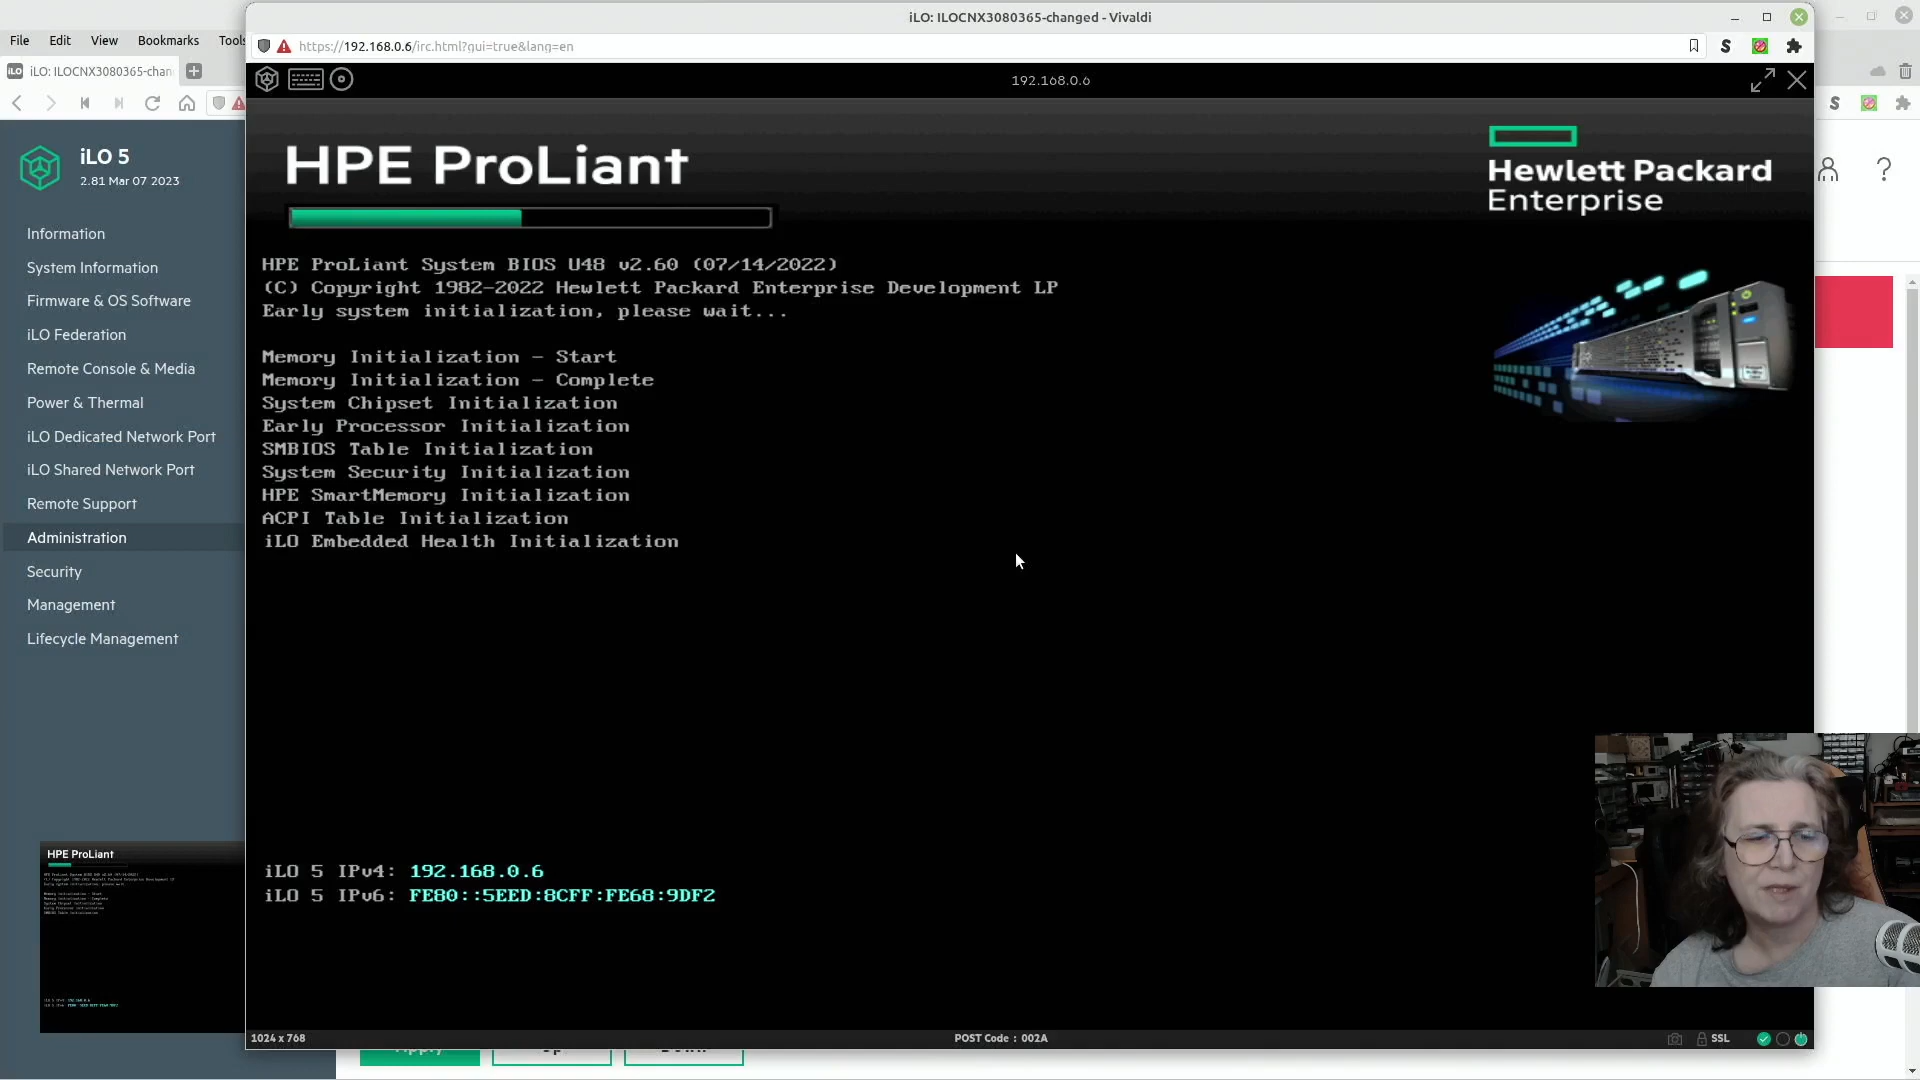 iLO: ILOCNX3080365-changed - Vivaldi
File Edit View Bookmarks Tools
https://192.168.0.6/irc.html?gui=true&lang=en
iLO: ILOCNX3080365-chan
192.168.0.6
iLO 5
2.81 Mar 07 2023
Information
System Information
Firmware & OS Software
iLO Federation
Remote Console & Media
Power & Thermal
iLO Dedicated Network Port
iLO Shared Network Port
Remote Support
Administration
Security
Management
Lifecycle Management
HPE ProLiant
Hewlett Packard
Enterprise
HPE ProLiant System BIOS U48 v2.60 (07/14/2022)
(C) Copyright 1982-2022 Hewlett Packard Enterprise Development LP
Early system initialization, please wait...
Memory Initialization - Start
Memory Initialization - Complete
System Chipset Initialization
Early Processor Initialization
SMBIOS Table Initialization
System Security Initialization
HPE SmartMemory Initialization
ACPI Table Initialization
iLO Embedded Health Initialization
iLO 5 IPv4: 192.168.0.6
iLO 5 IPv6: FE80::5EED:8CFF:FE68:9DF2
HPE ProLiant
1024 x 768
POST Code : 002A
SSL